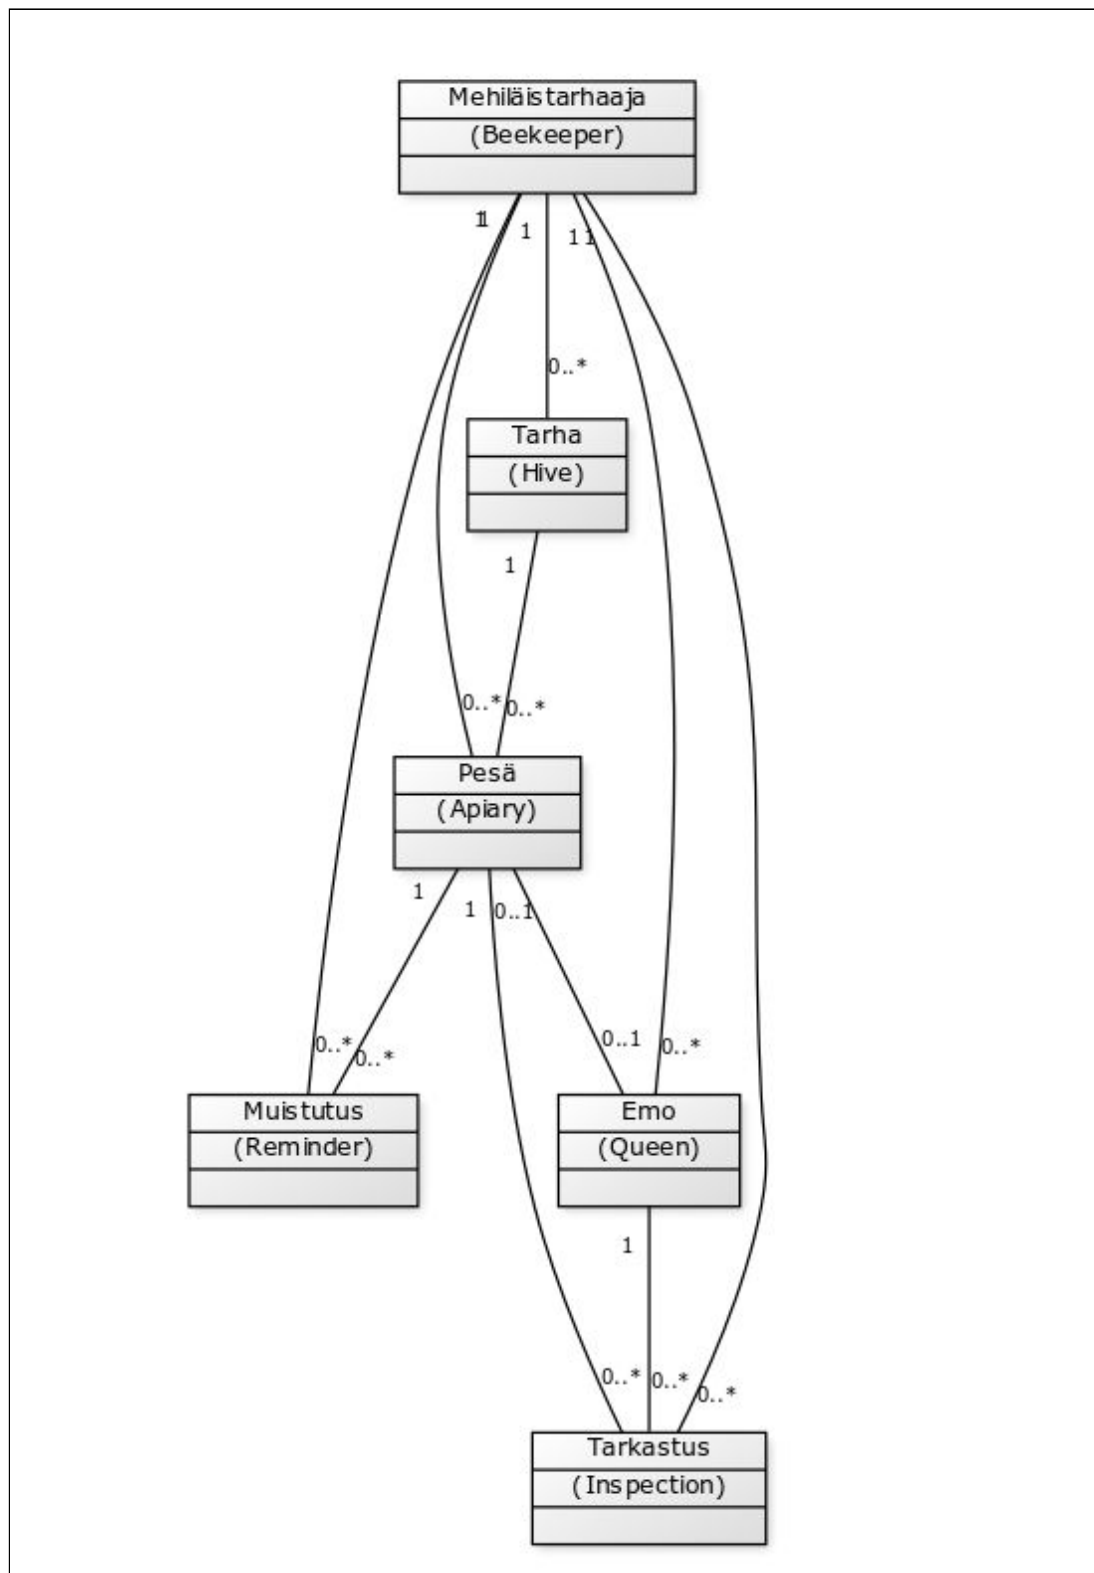 Mehiläistarhaaja
(Beekeeper)
1
1
1
1
1
0..*
Tarha
(Hive)
1
0..*
0..*
Pesä
(Apiary)
1
1
0..1
0..*
0..*
0..1
0..*
Muistutus
(Reminder)
Emo
(Queen)
1
0..*
0..*
0..*
Tarkastus
(Inspection)